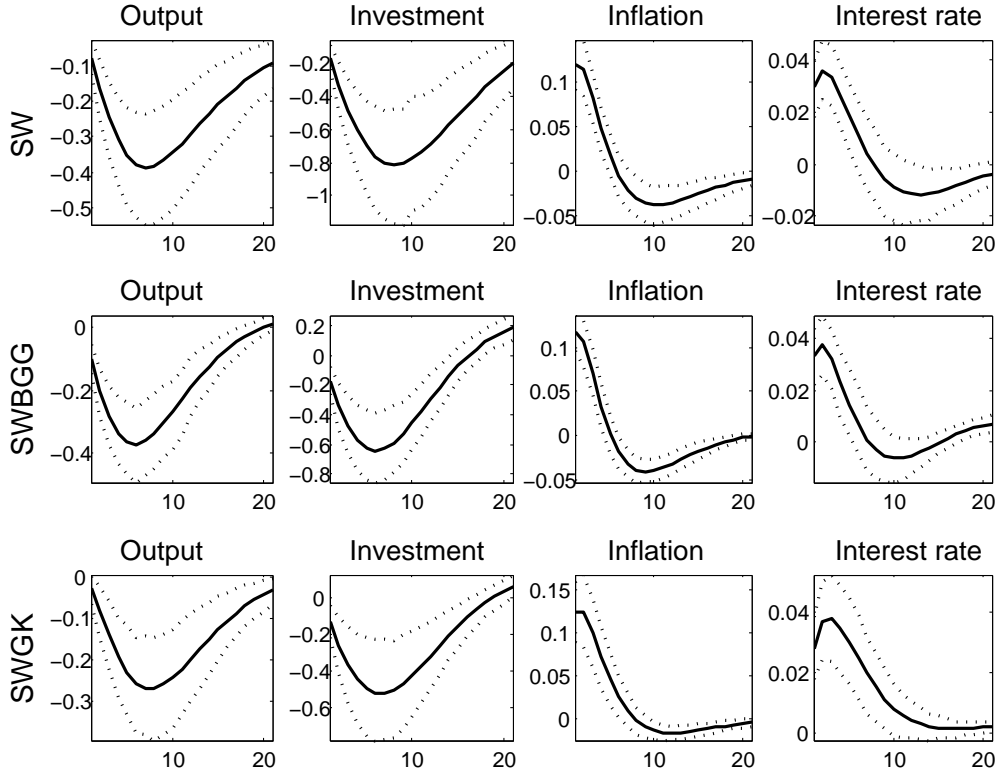 Output Investment Inflation Interest rate
SW
−0.1 −0.2 −0.3 −0.4 −0.5
10 20
−0.2 −0.4 −0.6 −0.8 −1
10 20
0.1 0.05 0 −0.05
10 20
0.04 0.02 0 −0.02
10 20
Output Investment Inflation Interest rate
SWBGG
0 −0.2 −0.4
10 20
0.2 0 −0.2 −0.4 −0.6 −0.8
10 20
0.1 0.05 0 −0.05
10 20
0.04 0.02 0
10 20
Output Investment Inflation Interest rate
SWGK
0 −0.1 −0.2 −0.3
10 20
0 −0.2 −0.4 −0.6
10 20
0.15 0.1 0.05 0
10 20
0.04 0.02 0
10 20